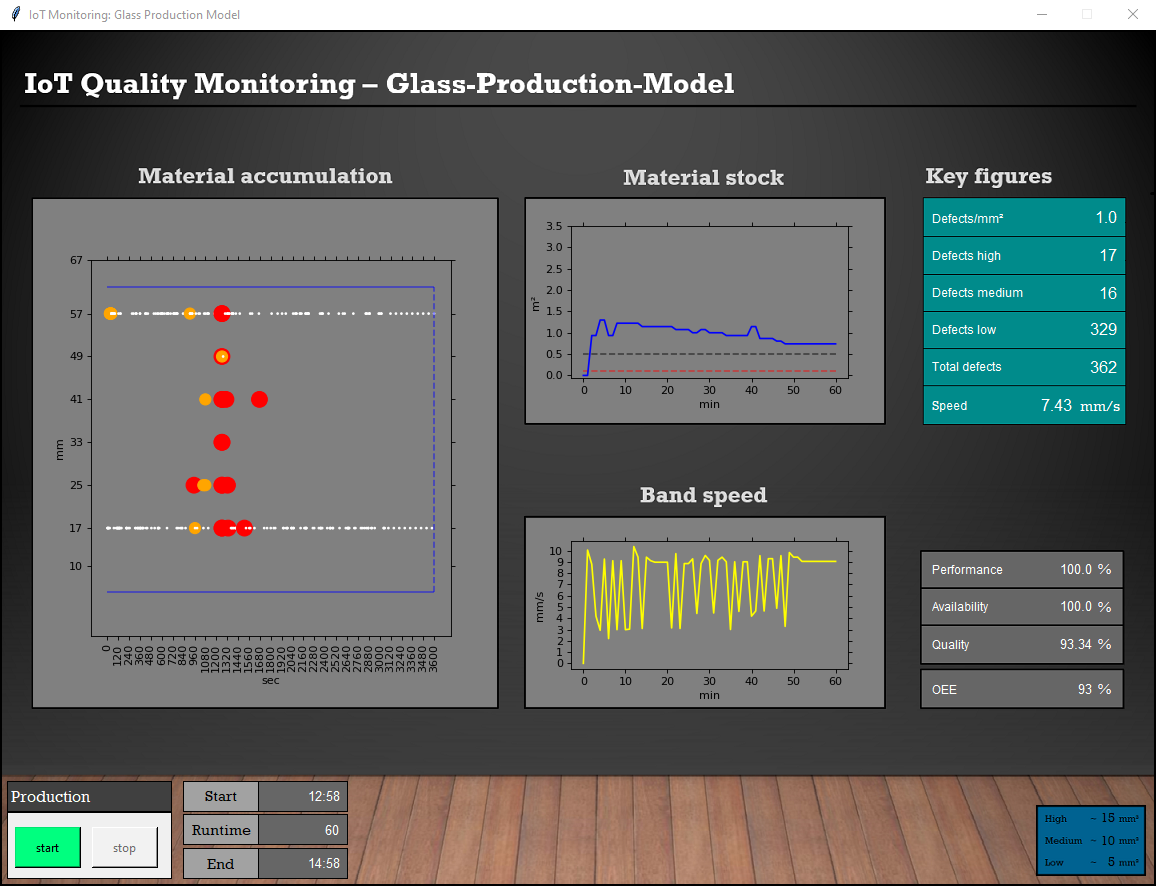 IoT Monitoring: Glass Production Model
IoT Quality Monitoring – Glass-Production-Model
Material accumulation
67
57
49
41
33
25
17
10
mm
0 120 240 360 480 600 720 840 960 1080 1200 1320 1440 1560 1680 1800 1920 2040 2160 2280 2400 2520 2640 2760 2880 3000 3120 3240 3360 3480 3600
sec
Material stock
3.5
3.0
2.5
2.0
1.5
1.0
0.5
0.0
m²
0 10 20 30 40 50 60
min
Band speed
10
9
8
7
6
5
4
3
2
1
0
mm/s
0 10 20 30 40 50 60
min
Key figures
Defects/mm² 1.0
Defects high 17
Defects medium 16
Defects low 329
Total defects 362
Speed 7.43 mm/s
Performance 100.0 %
Availability 100.0 %
Quality 93.34 %
OEE 93 %
Production
start stop
Start 12:58
Runtime 60
End 14:58
High ~ 15 mm²
Medium ~ 10 mm²
Low ~ 5 mm²